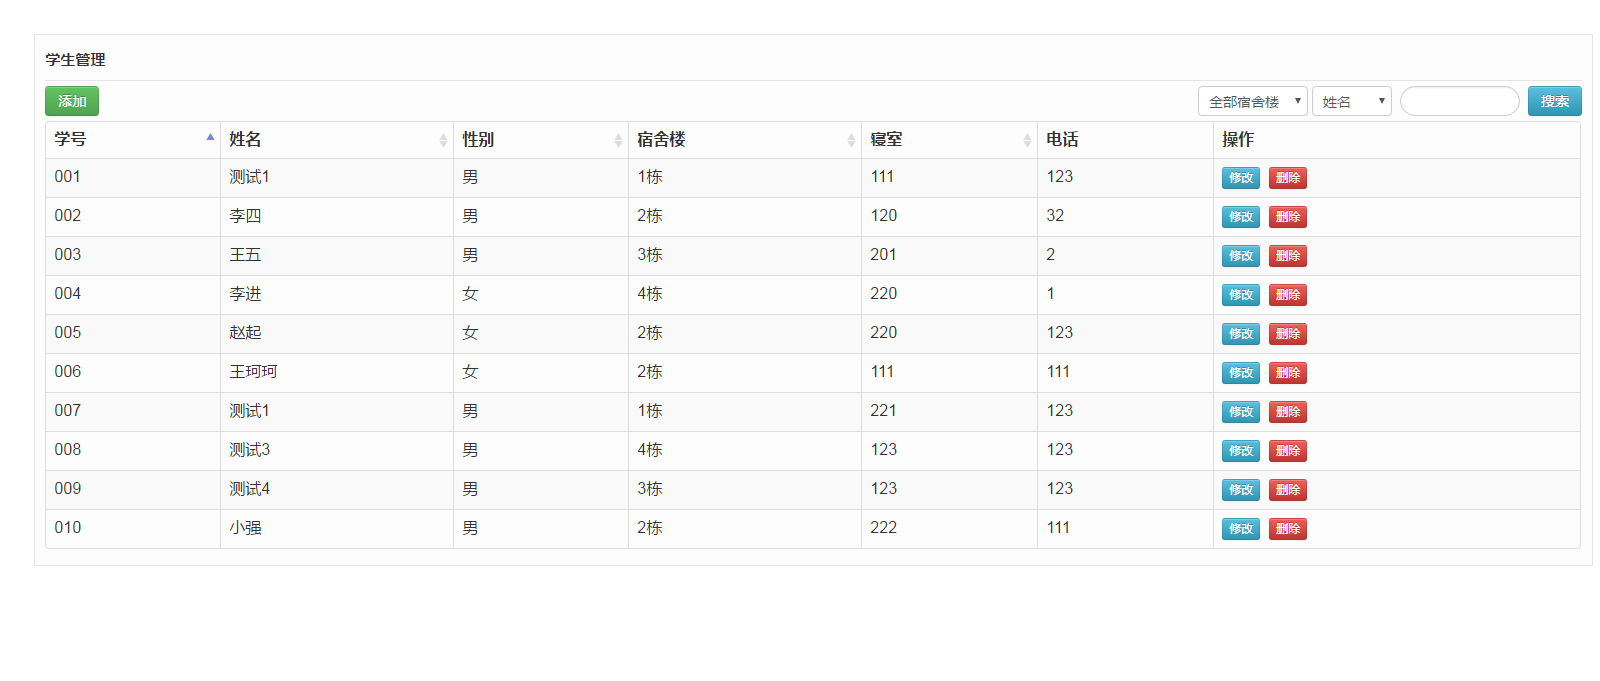 学生管理
添加 全部宿舍楼 姓名 搜索
学号 姓名 性别 宿舍楼 寝室 电话 操作
001 测试1 男 1栋 111 123 修改 删除
002 李四 男 2栋 120 32 修改 删除
003 王五 男 3栋 201 2 修改 删除
004 李进 女 4栋 220 1 修改 删除
005 赵起 女 2栋 220 123 修改 删除
006 王珂珂 女 2栋 111 111 修改 删除
007 测试1 男 1栋 221 123 修改 删除
008 测试3 男 4栋 123 123 修改 删除
009 测试4 男 3栋 123 123 修改 删除
010 小强 男 2栋 222 111 修改 删除